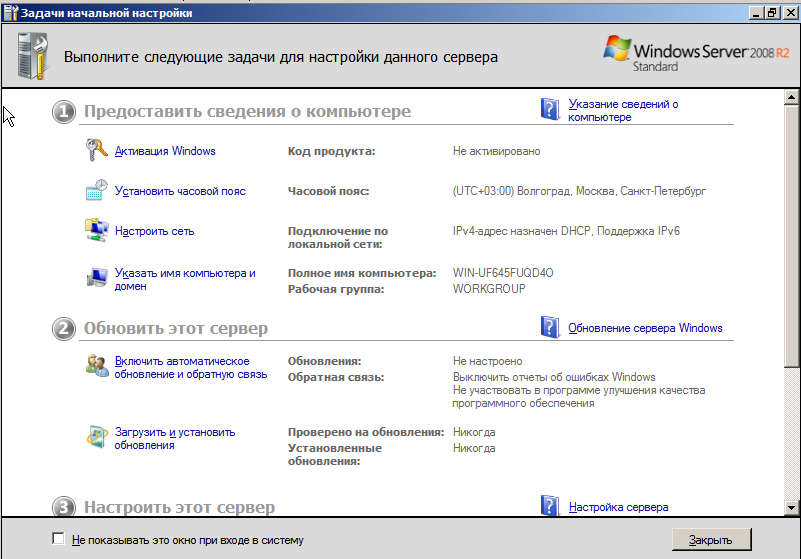 Задачи начальной настройки
Выполните следующие задачи для настройки данного сервера
Windows Server 2008 R2
Standard
1 Предоставить сведения о компьютере
Указание сведений о
компьютере
Активация Windows
Код продукта:
Не активировано
Установить часовой пояс
Часовой пояс:
(UTC+03:00) Волгоград, Москва, Санкт-Петербург
Настроить сеть
Подключение по
локальной сети:
IPv4-адрес назначен DHCP, Поддержка IPv6
Указать имя компьютера и
домен
Полное имя компьютера:
WIN-UF645FUQD4O
Рабочая группа:
WORKGROUP
2 Обновить этот сервер
Обновление сервера Windows
Включить автоматическое
обновление и обратную связь
Обновления:
Не настроено
Обратная связь:
Выключить отчеты об ошибках Windows
Не участвовать в программе улучшения качества
программного обеспечения
Загрузить и установить
обновления
Проверено на обновления:
Никогда
Установленные
обновления:
Никогда
3 Настроить этот сервер
Настройка сервера
Не показывать это окно при входе в систему
Закрыть